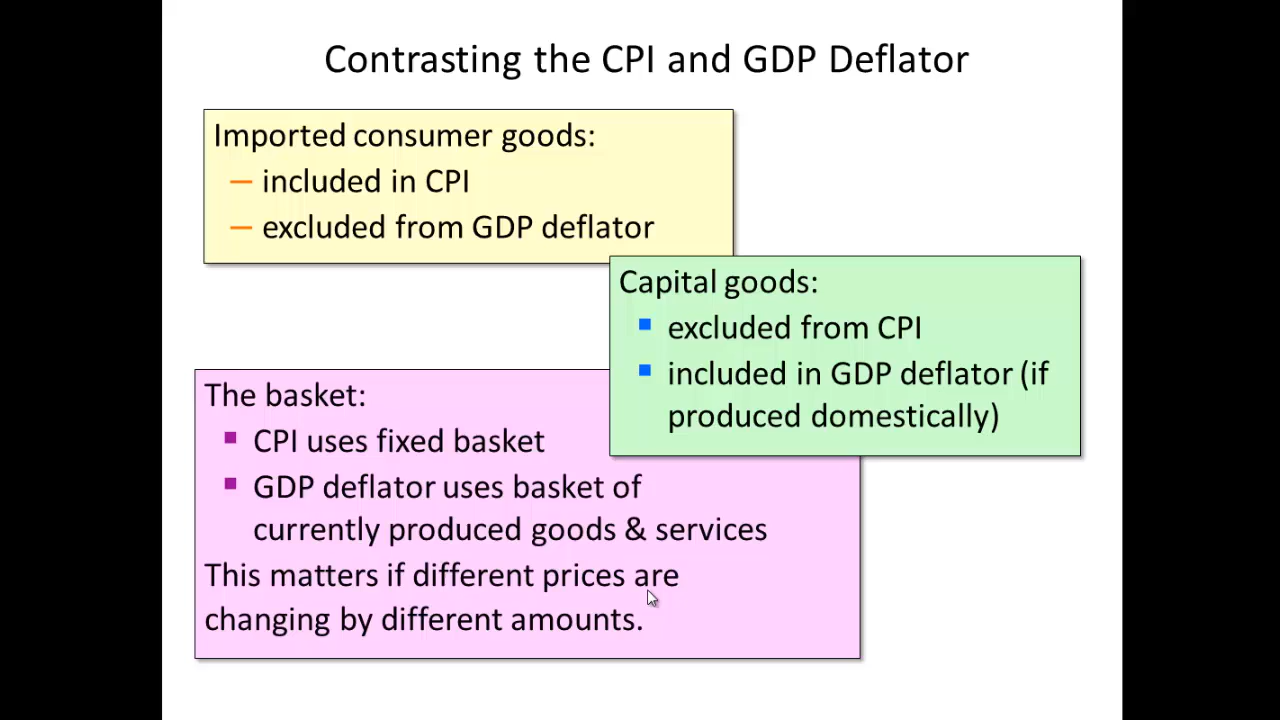 Contrasting the CPI and GDP Deflator
Imported consumer goods:
– included in CPI
– excluded from GDP deflator
Capital goods:
▪ excluded from CPI
▪ included in GDP deflator (if
produced domestically)
The basket:
▪ CPI uses fixed basket
▪ GDP deflator uses basket of
currently produced goods & services
This matters if different prices are
changing by different amounts.